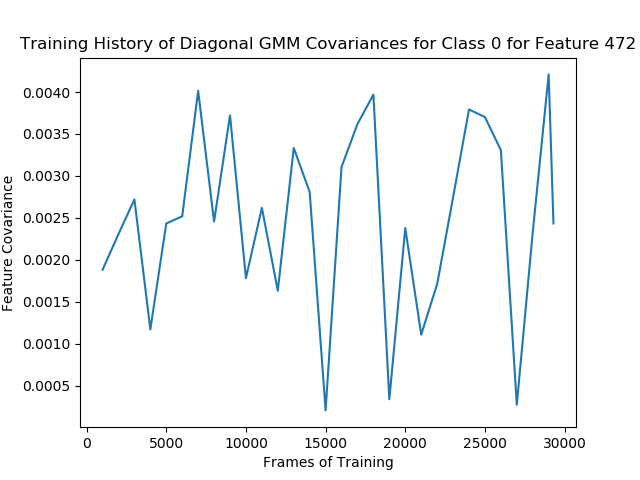 Training History of Diagonal GMM Covariances for Class 0 for Feature 472
0.0040
0.0035
0.0030
0.0025
0.0020
0.0015
0.0010
0.0005
Feature Covariance
0 5000 10000 15000 20000 25000 30000
Frames of Training